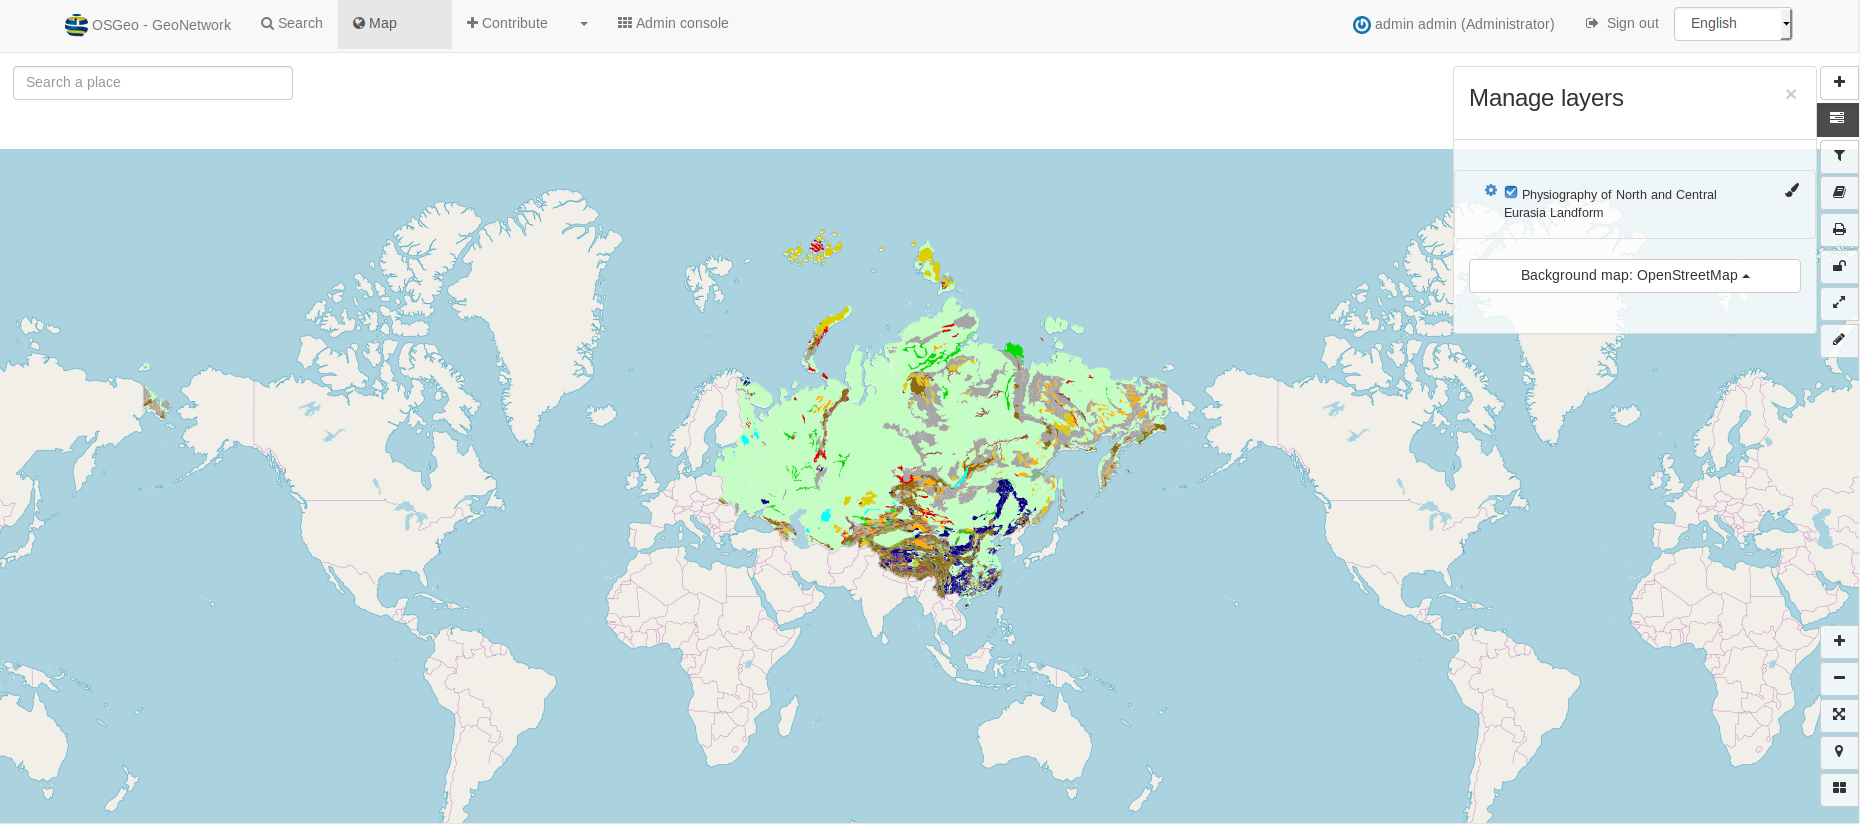 OSGeo - GeoNetwork Search Map Contribute Admin console admin admin (Administrator) Sign out English
Search a place
Manage layers ×
Physiography of North and Central
Eurasia Landform
Background map: OpenStreetMap